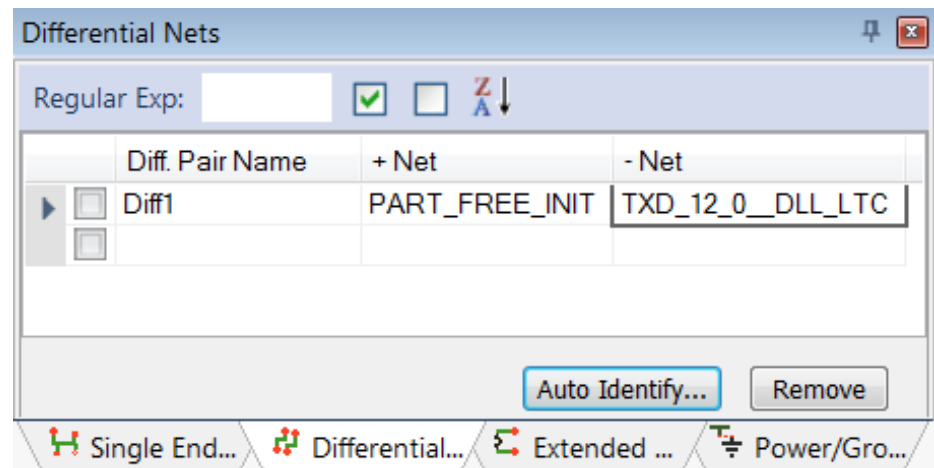 Differential Nets
Regular Exp:
Z
A
Diff. Pair Name + Net - Net
Diff1 PART_FREE_INIT TXD_12_0__DLL_LTC
Auto Identify... Remove
Single End... Differential... Extended ... Power/Gro...